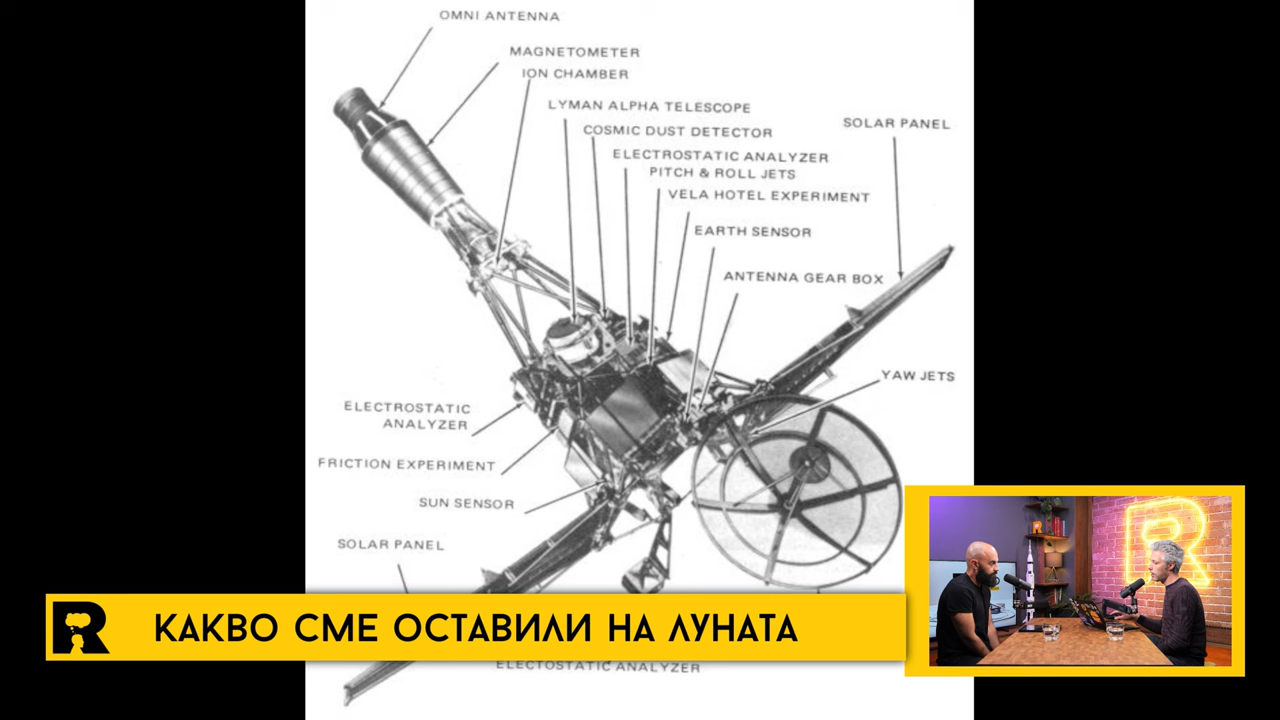 OMNI ANTENNA
MAGNETOMETER
ION CHAMBER
LYMAN ALPHA TELESCOPE
COSMIC DUST DETECTOR
SOLAR PANEL
ELECTROSTATIC ANALYZER
PITCH & ROLL JETS
VELA HOTEL EXPERIMENT
EARTH SENSOR
ANTENNA GEAR BOX
YAW JETS
ELECTROSTATIC
ANALYZER
FRICTION EXPERIMENT
SUN SENSOR
SOLAR PANEL
R
R
КАКВО СМЕ ОСТАВИЛИ НА ЛУНАТА
ELECTOSTATIC ANALYZER